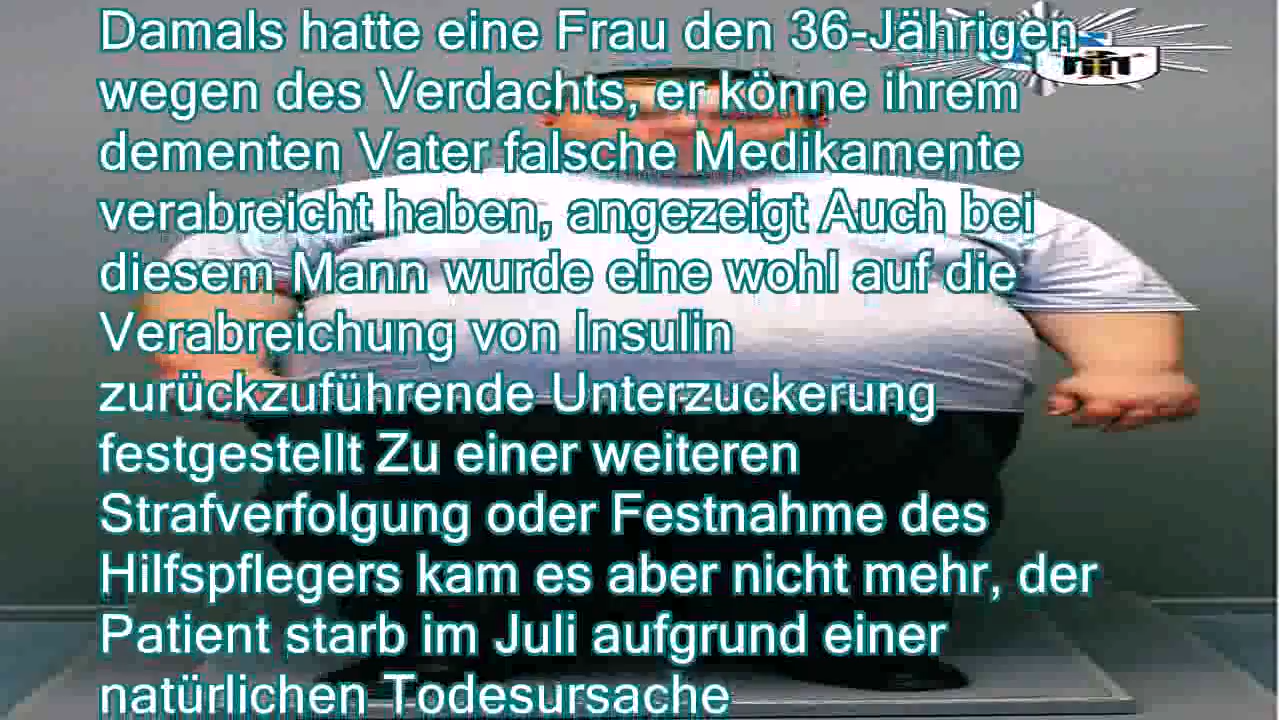 Damals hatte eine Frau den 36-Jährigen
wegen des Verdachts, er könne ihrem
dementen Vater falsche Medikamente
verabreicht haben, angezeigt Auch bei
diesem Mann wurde eine wohl auf die
Verabreichung von Insulin
zurückzuführende Unterzuckerung
festgestellt Zu einer weiteren
Strafverfolgung oder Festnahme des
Hilfspflegers kam es aber nicht mehr, der
Patient starb im Juli aufgrund einer
natürlichen Todesursache